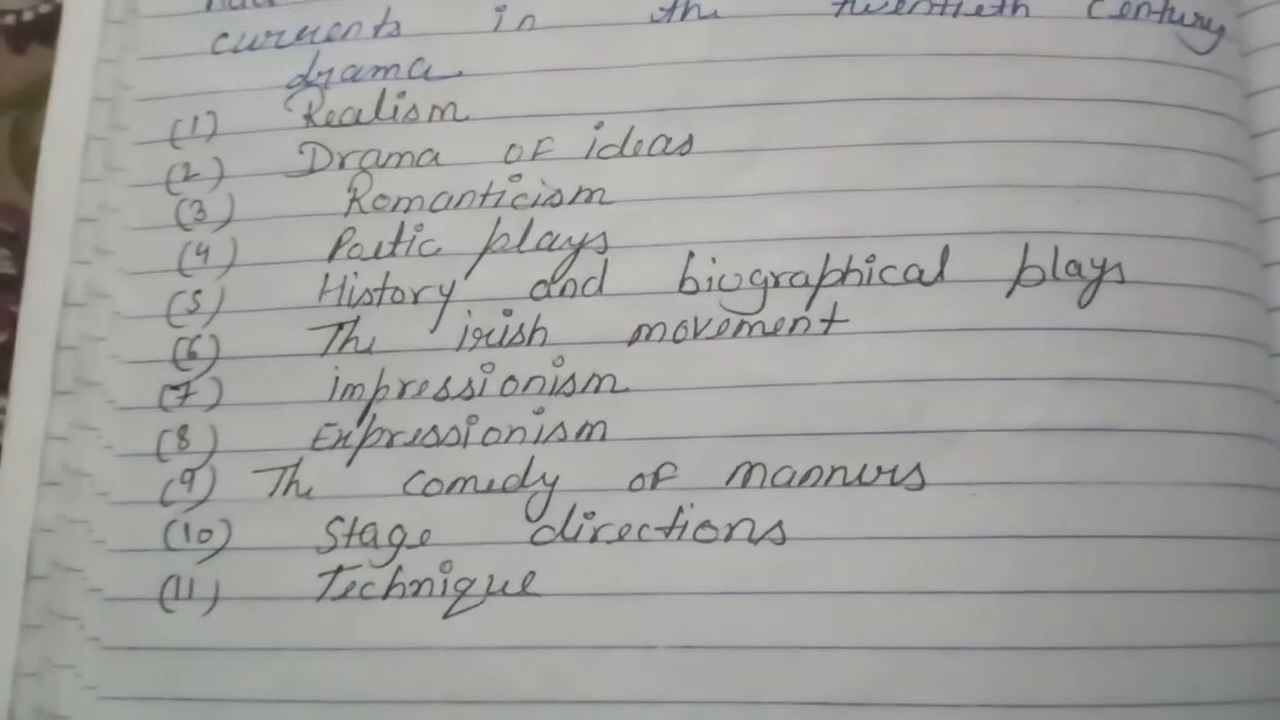 currents in the twentieth century
drama.
(1) Realism
(2) Drama of ideas
(3) Romanticism
(4) Poetic plays
(5) History and biographical plays
(6) The irish movement
(7) impressionism
(8) Expressionism
(9) The comedy of manners
(10) Stage directions
(11) Technique